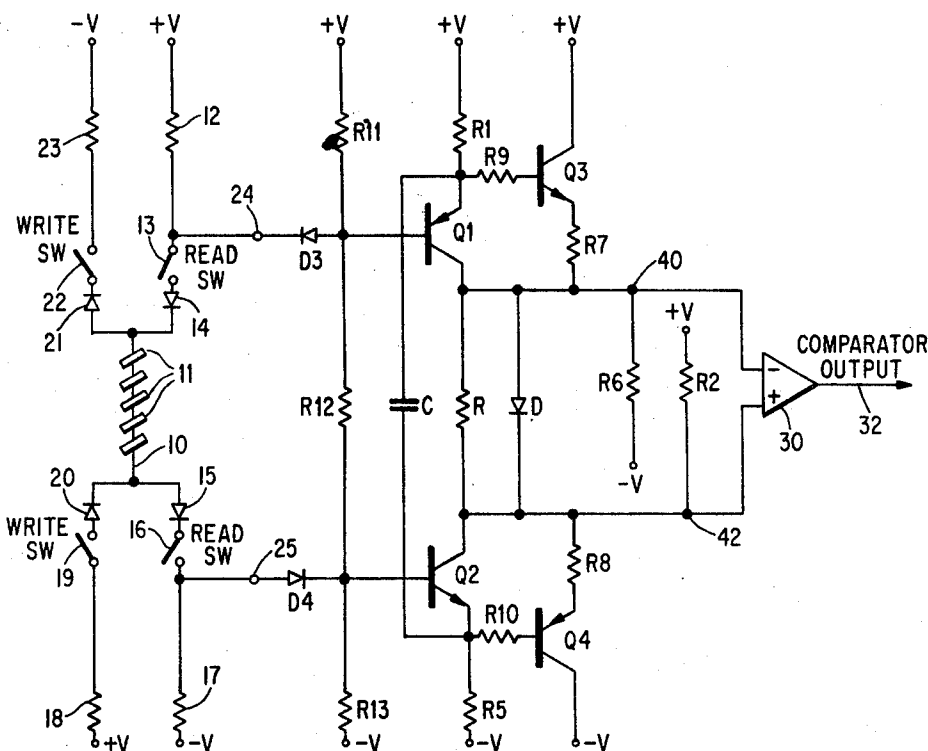 -V +V +V +V +V
23 12 R11 R1 R9 Q3
WRITE SW 13 READ SW 24 D3 Q1 R7 40
22 21 14 +V
COMPARATOR OUTPUT
11 R12 C R D R6 R2 - + 30 32
10 -V
20 15 42
WRITE SW 16 READ SW 25 Q2 R8
19 D4 R10 Q4
18 17 R13 R5
+V -V -V -V -V